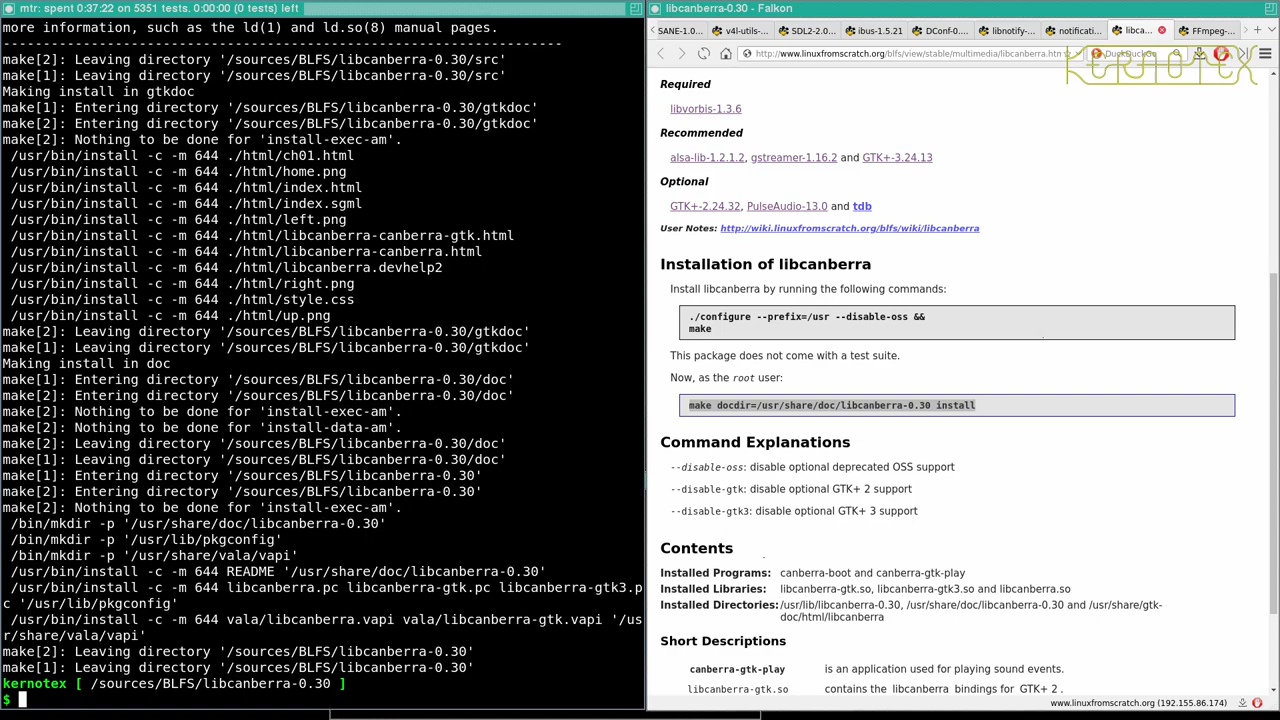 mtr: spent 0:37:22 on 5351 tests. 0:00:00 (0 tests) left
more information, such as the ld(1) and ld.so(8) manual pages.
----------------------------------------------------------------------
make[2]: Leaving directory '/sources/BLFS/libcanberra-0.30/src'
make[1]: Leaving directory '/sources/BLFS/libcanberra-0.30/src'
Making install in gtkdoc
make[1]: Entering directory '/sources/BLFS/libcanberra-0.30/gtkdoc'
make[2]: Entering directory '/sources/BLFS/libcanberra-0.30/gtkdoc'
make[2]: Nothing to be done for 'install-exec-am'.
/usr/bin/install -c -m 644 ./html/ch01.html
/usr/bin/install -c -m 644 ./html/home.png
/usr/bin/install -c -m 644 ./html/index.html
/usr/bin/install -c -m 644 ./html/index.sgml
/usr/bin/install -c -m 644 ./html/left.png
/usr/bin/install -c -m 644 ./html/libcanberra-canberra-gtk.html
/usr/bin/install -c -m 644 ./html/libcanberra-canberra.html
/usr/bin/install -c -m 644 ./html/libcanberra.devhelp2
/usr/bin/install -c -m 644 ./html/right.png
/usr/bin/install -c -m 644 ./html/style.css
/usr/bin/install -c -m 644 ./html/up.png
make[2]: Leaving directory '/sources/BLFS/libcanberra-0.30/gtkdoc'
make[1]: Leaving directory '/sources/BLFS/libcanberra-0.30/gtkdoc'
Making install in doc
make[1]: Entering directory '/sources/BLFS/libcanberra-0.30/doc'
make[2]: Entering directory '/sources/BLFS/libcanberra-0.30/doc'
make[2]: Nothing to be done for 'install-exec-am'.
make[2]: Nothing to be done for 'install-data-am'.
make[2]: Leaving directory '/sources/BLFS/libcanberra-0.30/doc'
make[1]: Leaving directory '/sources/BLFS/libcanberra-0.30/doc'
make[1]: Entering directory '/sources/BLFS/libcanberra-0.30'
make[2]: Entering directory '/sources/BLFS/libcanberra-0.30'
make[2]: Nothing to be done for 'install-exec-am'.
/bin/mkdir -p '/usr/share/doc/libcanberra-0.30'
/bin/mkdir -p '/usr/lib/pkgconfig'
/bin/mkdir -p '/usr/share/vala/vapi'
/usr/bin/install -c -m 644 README '/usr/share/doc/libcanberra-0.30'
/usr/bin/install -c -m 644 libcanberra.pc libcanberra-gtk.pc libcanberra-gtk3.p
c '/usr/lib/pkgconfig'
/usr/bin/install -c -m 644 vala/libcanberra.vapi vala/libcanberra-gtk.vapi '/us
r/share/vala/vapi'
make[2]: Leaving directory '/sources/BLFS/libcanberra-0.30'
make[1]: Leaving directory '/sources/BLFS/libcanberra-0.30'
kernotex [ /sources/BLFS/libcanberra-0.30 ]
$
libcanberra-0.30 - Falkon
SANE-1.0... v4l-utils-... SDL2-2.0... ibus-1.5.21 DConf-0.... libnotify-... notificati... libca... FFmpeg-...
http://www.linuxfromscratch.org/blfs/view/stable/multimedia/libcanberra.htm DuckDuckGo
KERNOTEX
Required
libvorbis-1.3.6
Recommended
alsa-lib-1.2.1.2, gstreamer-1.16.2 and GTK+-3.24.13
Optional
GTK+-2.24.32, PulseAudio-13.0 and tdb
User Notes: http://wiki.linuxfromscratch.org/blfs/wiki/libcanberra
Installation of libcanberra
Install libcanberra by running the following commands:
./configure --prefix=/usr --disable-oss &&
make
This package does not come with a test suite.
Now, as the root user:
make docdir=/usr/share/doc/libcanberra-0.30 install
Command Explanations
--disable-oss: disable optional deprecated OSS support
--disable-gtk: disable optional GTK+ 2 support
--disable-gtk3: disable optional GTK+ 3 support
Contents
Installed Programs: canberra-boot and canberra-gtk-play
Installed Libraries: libcanberra-gtk.so, libcanberra-gtk3.so and libcanberra.so
Installed Directories: /usr/lib/libcanberra-0.30, /usr/share/doc/libcanberra-0.30 and /usr/share/gtk-
doc/html/libcanberra
Short Descriptions
canberra-gtk-play is an application used for playing sound events.
libcanberra-gtk.so contains the libcanberra bindings for GTK+ 2 .
www.linuxfromscratch.org (192.155.86.174)